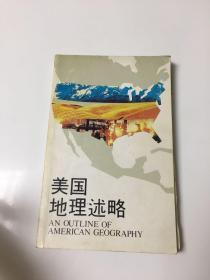 美国
地理述略
AN OUTLINE OF
AMERICAN GEOGRAPHY